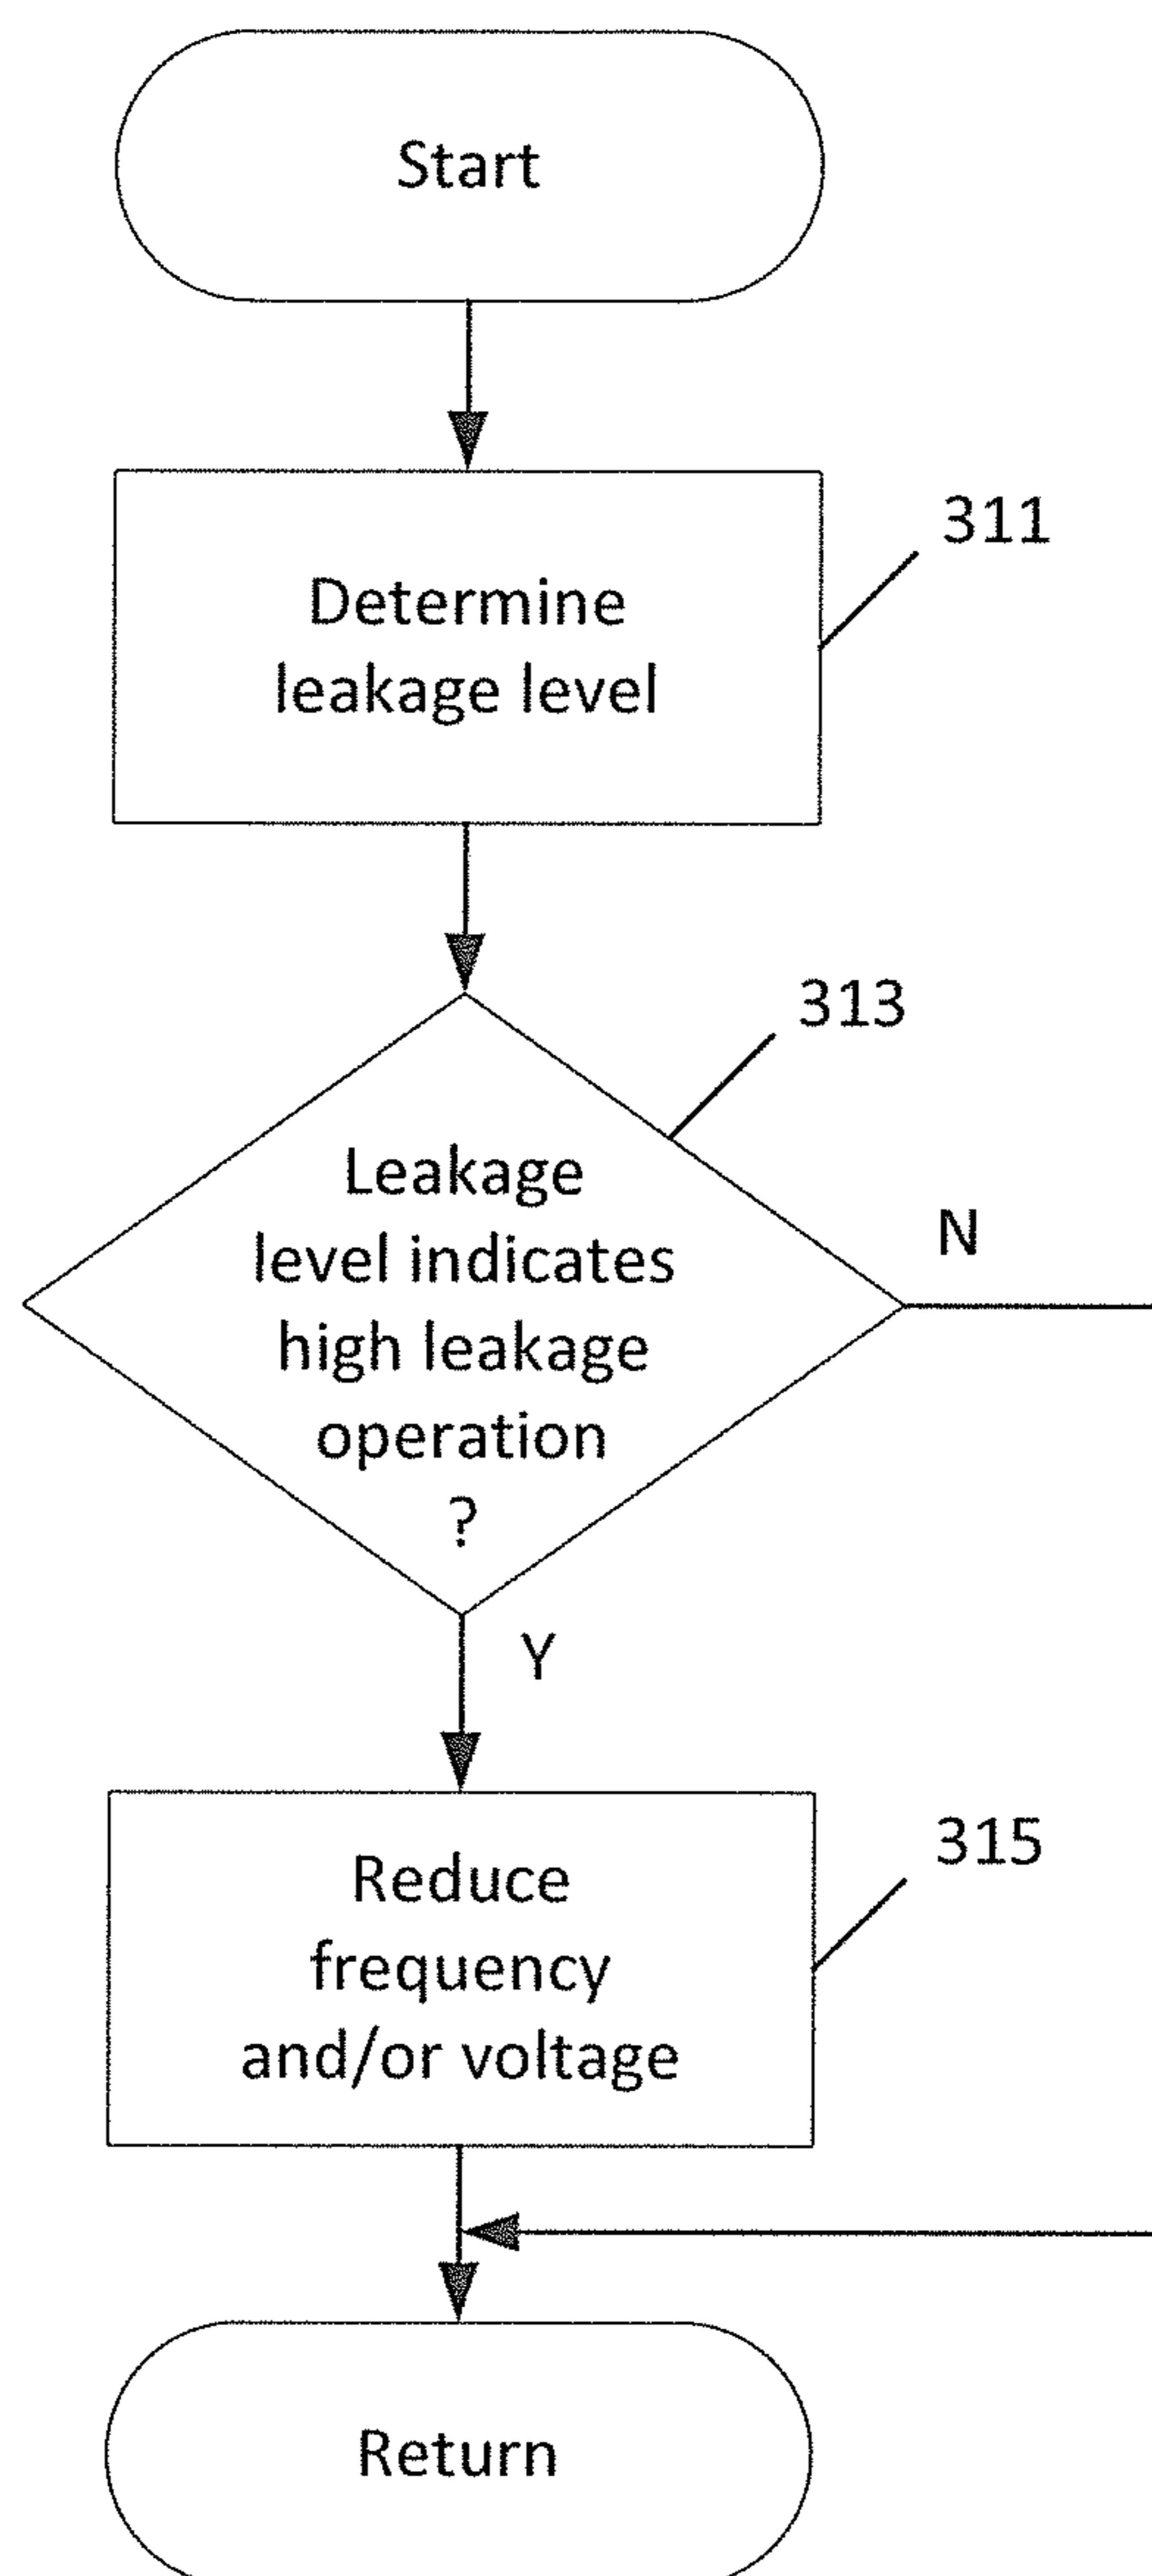 Start
Determine
leakage level
311
313
Leakage
level indicates
high leakage
operation
?
N
Y
Reduce
frequency
and/or voltage
315
Return